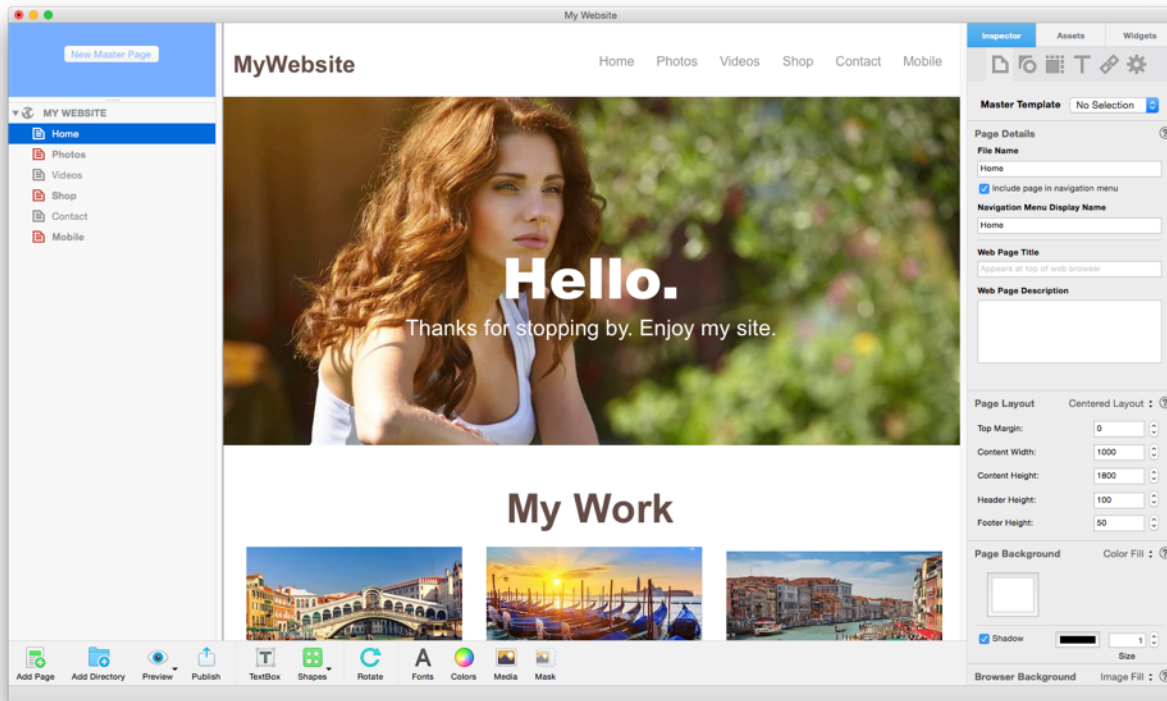 My Website
New Master Page
MY WEBSITE
Home
Photos
Videos
Shop
Contact
Mobile
MyWebsite
Home Photos Videos Shop Contact Mobile
Hello.
Thanks for stopping by. Enjoy my site.
My Work
Add Page Add Directory Preview Publish TextBox Shapes Rotate Fonts Colors Media Mask
Inspector Assets Widgets
Master Template No Selection
Page Details ?
File Name
Home
Include page in navigation menu
Navigation Menu Display Name
Home
Web Page Title
Appears at top of web browser
Web Page Description
Page Layout Centered Layout ?
Top Margin: 0
Content Width: 1000
Content Height: 1800
Header Height: 100
Footer Height: 50
Page Background Color Fill ?
Shadow 1
Size
Browser Background Image Fill ?